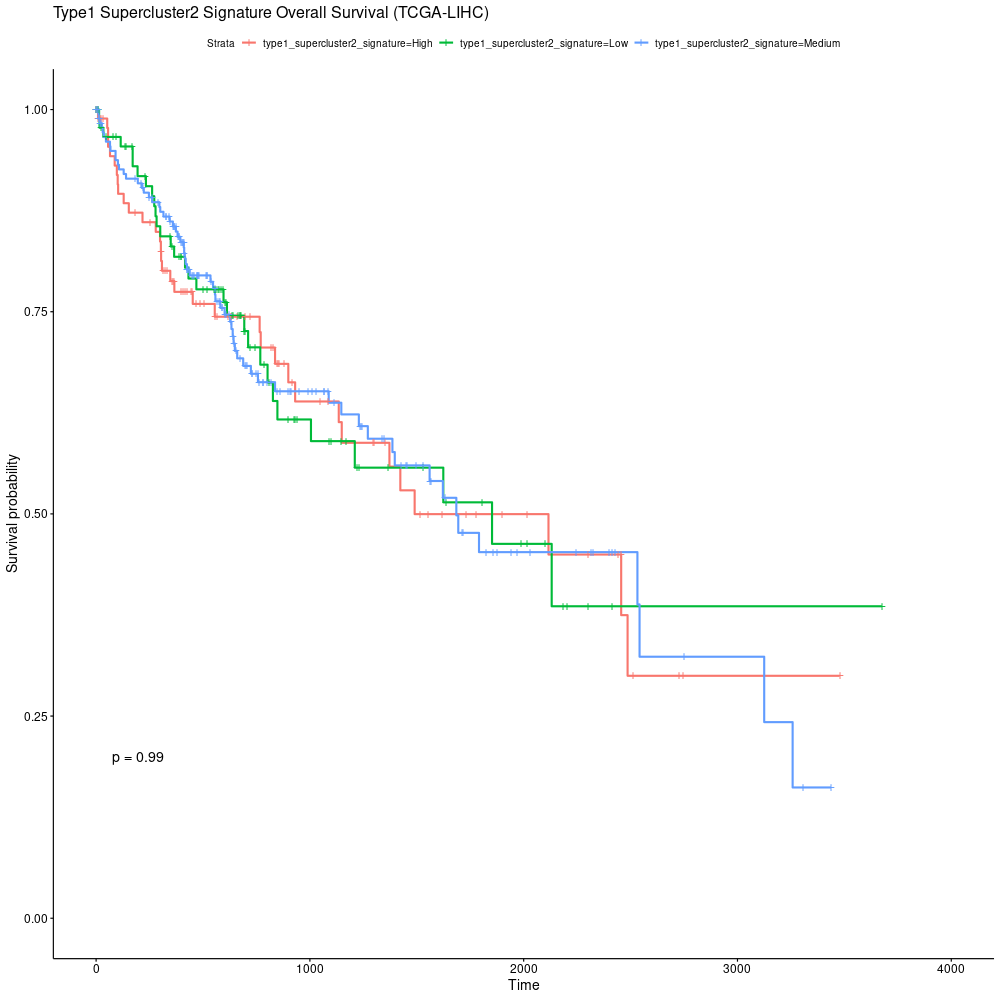 Type1 Supercluster2 Signature Overall Survival (TCGA-LIHC)
Strata type1_supercluster2_signature=High type1_supercluster2_signature=Low type1_supercluster2_signature=Medium
1.00
0.75
0.50
0.25
0.00
Survival probability
p = 0.99
0 1000 2000 3000 4000
Time